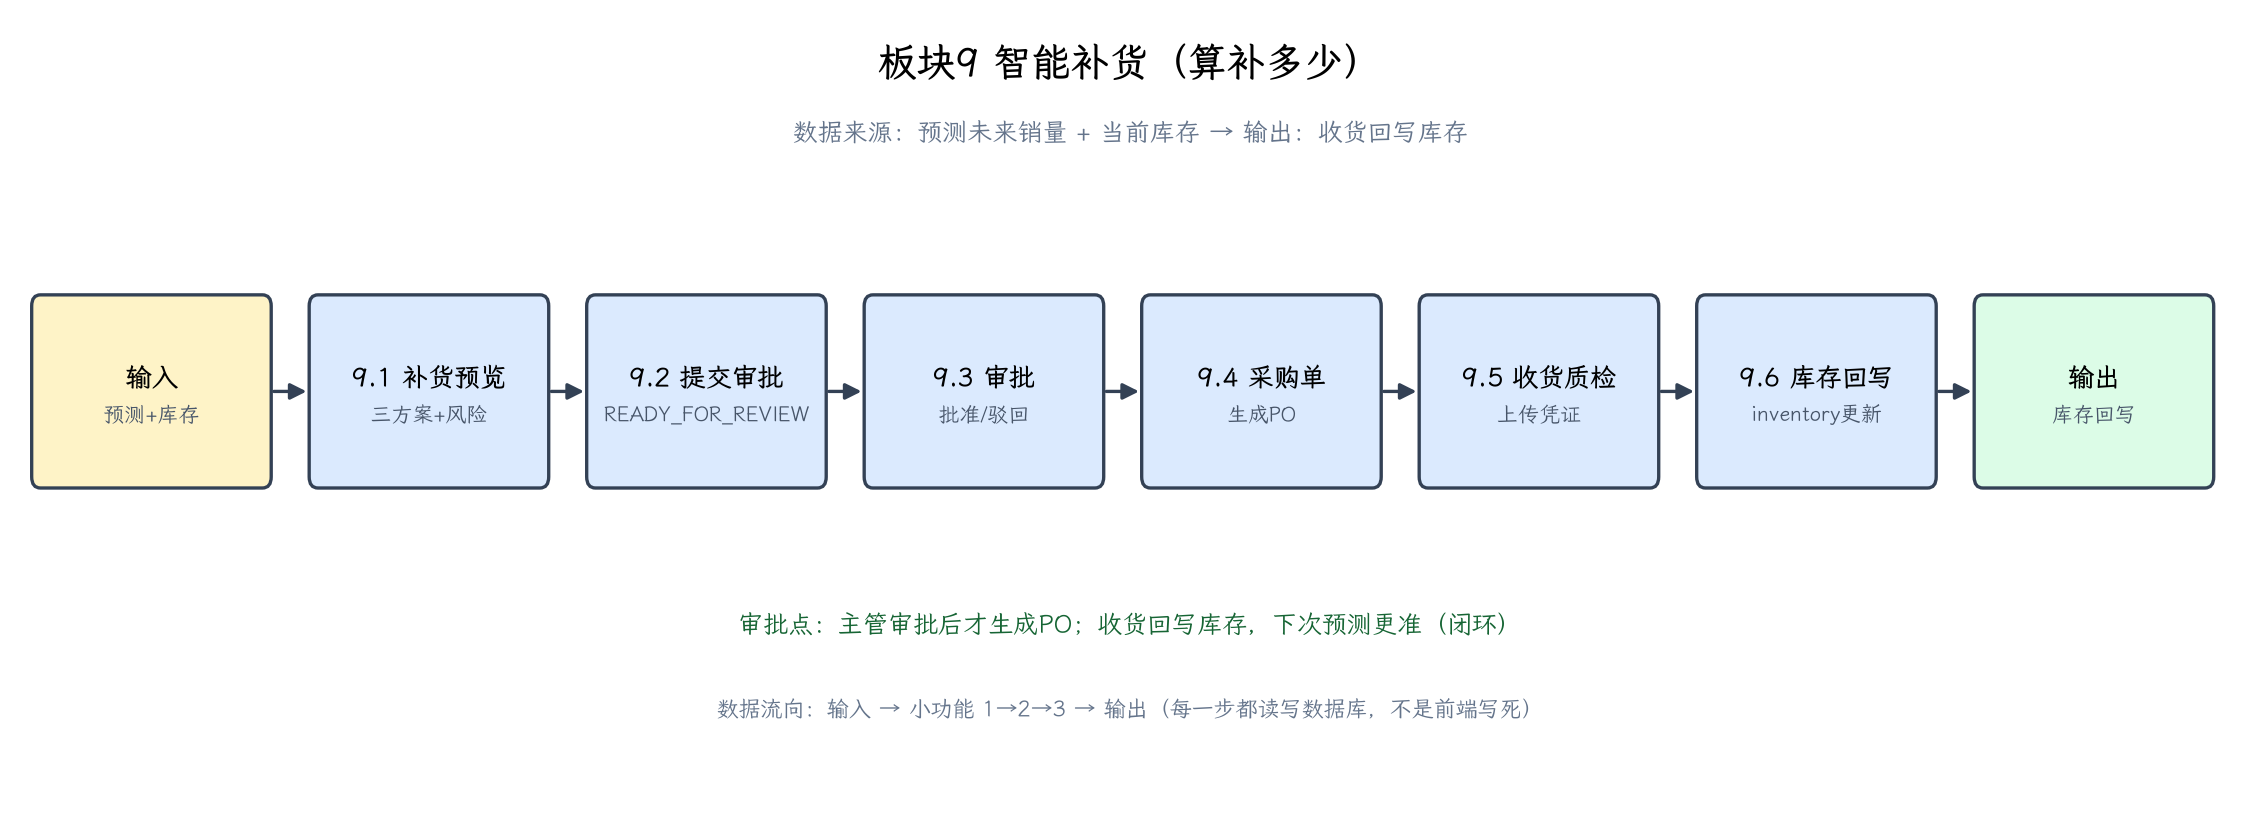 板块9 智能补货（算补多少）
数据来源：预测未来销量 + 当前库存 → 输出：收货回写库存
输入
预测+库存
9.1 补货预览
三方案+风险
9.2 提交审批
READY_FOR_REVIEW
9.3 审批
批准/驳回
9.4 采购单
生成PO
9.5 收货质检
上传凭证
9.6 库存回写
inventory更新
输出
库存回写
审批点：主管审批后才生成PO；收货回写库存，下次预测更准（闭环）
数据流向：输入 → 小功能 1→2→3 → 输出（每一步都读写数据库，不是前端写死）